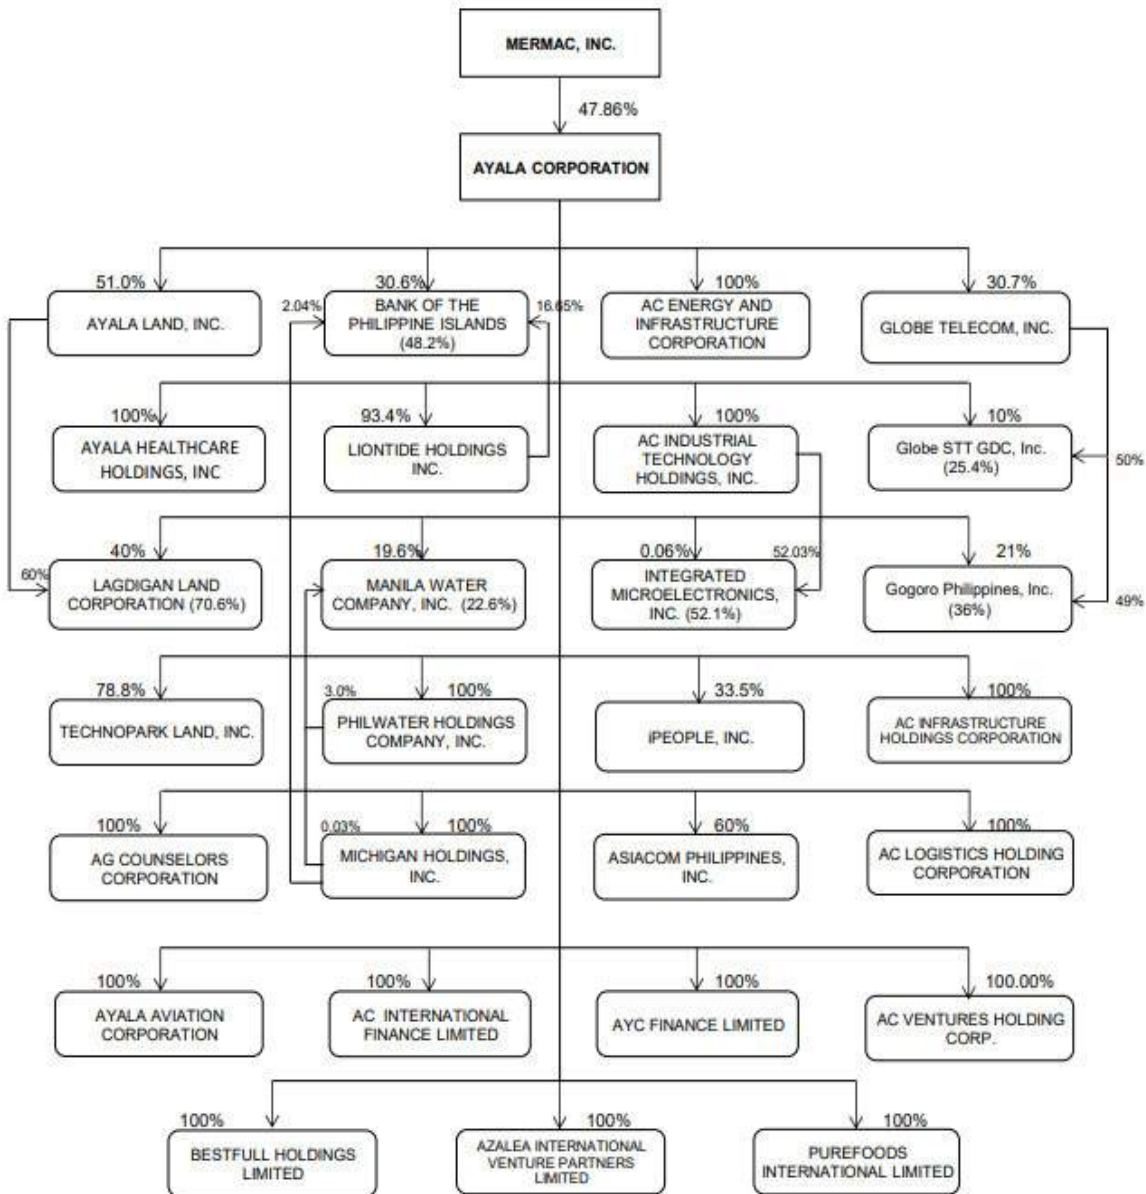 MERMAC, INC.
47.86%
AYALA CORPORATION
51.0%
30.6%
100%
30.7%
2.04%
16.65%
AYALA LAND, INC.
BANK OF THE
PHILIPPINE ISLANDS
(48.2%)
AC ENERGY AND
INFRASTRUCTURE
CORPORATION
GLOBE TELECOM, INC.
100%
93.4%
100%
10%
AYALA HEALTHCARE
HOLDINGS, INC
LIONTIDE HOLDINGS
INC.
AC INDUSTRIAL
TECHNOLOGY
HOLDINGS, INC.
Globe STT GDC, Inc.
(25.4%)
50%
40%
19.6%
0.06%
52.03%
21%
60%
LAGDIGAN LAND
CORPORATION (70.6%)
MANILA WATER
COMPANY, INC. (22.6%)
INTEGRATED
MICROELECTRONICS,
INC. (52.1%)
Gogoro Philippines, Inc.
(36%)
49%
78.8%
3.0%
100%
33.5%
100%
TECHNOPARK LAND, INC.
PHILWATER HOLDINGS
COMPANY, INC.
iPEOPLE, INC.
AC INFRASTRUCTURE
HOLDINGS CORPORATION
100%
0.03%
100%
60%
100%
AG COUNSELORS
CORPORATION
MICHIGAN HOLDINGS,
INC.
ASIACOM PHILIPPINES,
INC.
AC LOGISTICS HOLDING
CORPORATION
100%
100%
100%
100.00%
AYALA AVIATION
CORPORATION
AC INTERNATIONAL
FINANCE LIMITED
AYC FINANCE LIMITED
AC VENTURES HOLDING
CORP.
100%
100%
100%
BESTFULL HOLDINGS
LIMITED
AZALEA INTERNATIONAL
VENTURE PARTNERS
LIMITED
PUREFOODS
INTERNATIONAL LIMITED